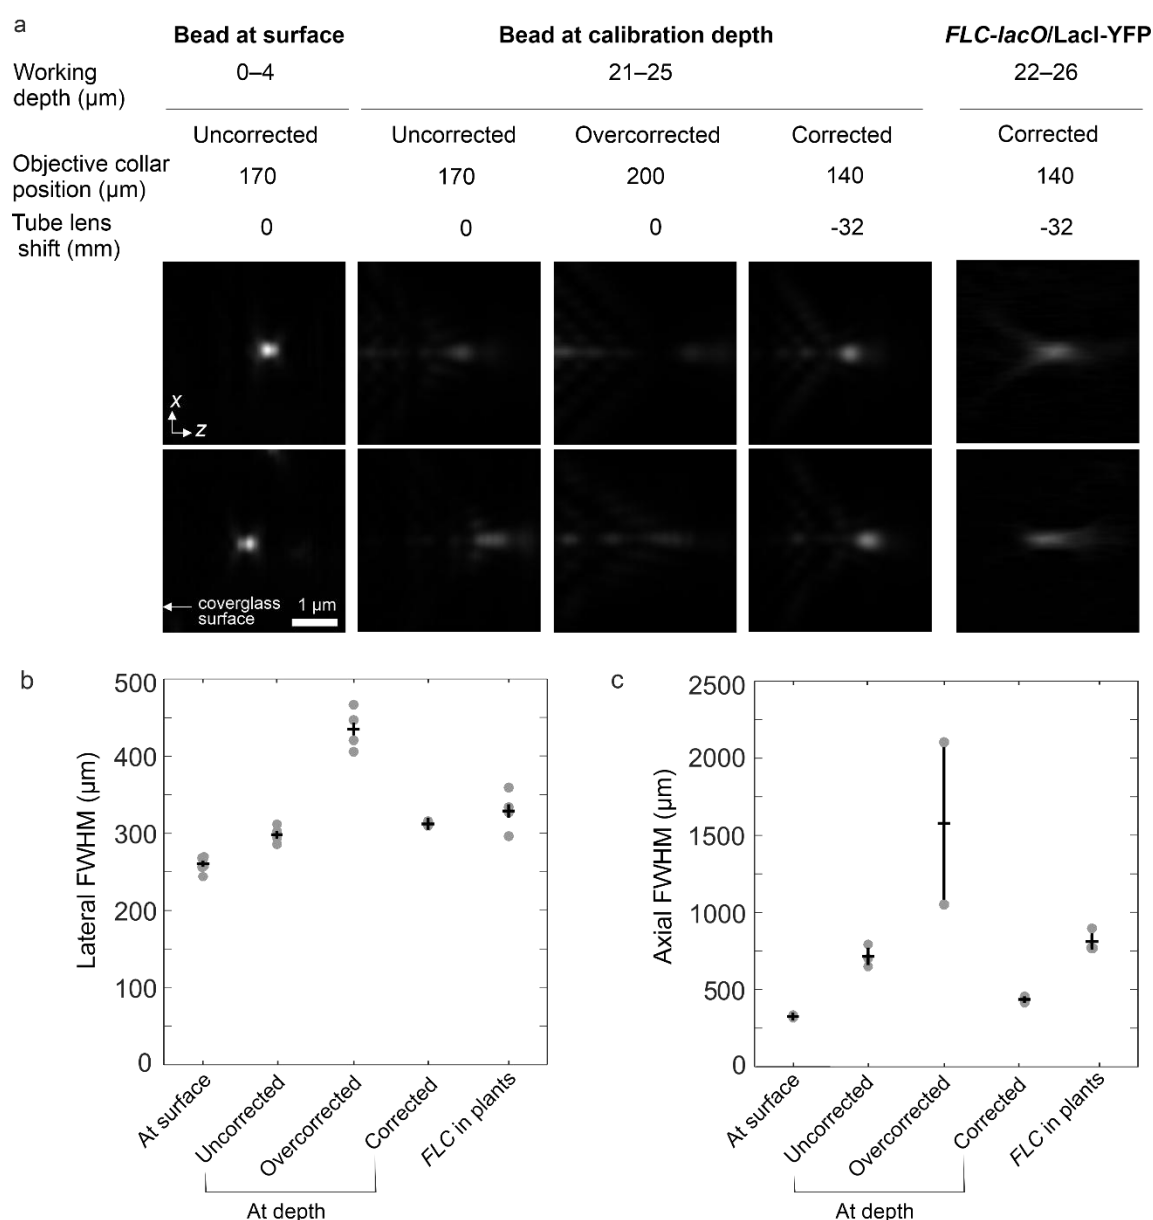 a
Bead at surface Bead at calibration depth FLC-lacO/LacI-YFP
Working
depth (µm)
0–4 21–25 22–26
Uncorrected Uncorrected Overcorrected Corrected Corrected
Objective collar
position (µm)
170 170 200 140 140
Tube lens
shift (mm)
0 0 0 -32 -32
x
z
coverglass
surface
1 µm
b
Lateral FWHM (µm)
500
400
300
200
100
0
At surface
Uncorrected
Overcorrected
Corrected
FLC in plants
At depth
c
Axial FWHM (µm)
2500
2000
1500
1000
500
0
At surface
Uncorrected
Overcorrected
Corrected
FLC in plants
At depth